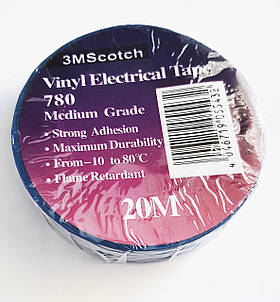 3MScotch
Vinyl Electrical Tape
780
Medium Grade
• Strong Adhesion
• Maximum Durability
• From-10 to 80℃
• Flame Retardant
20M